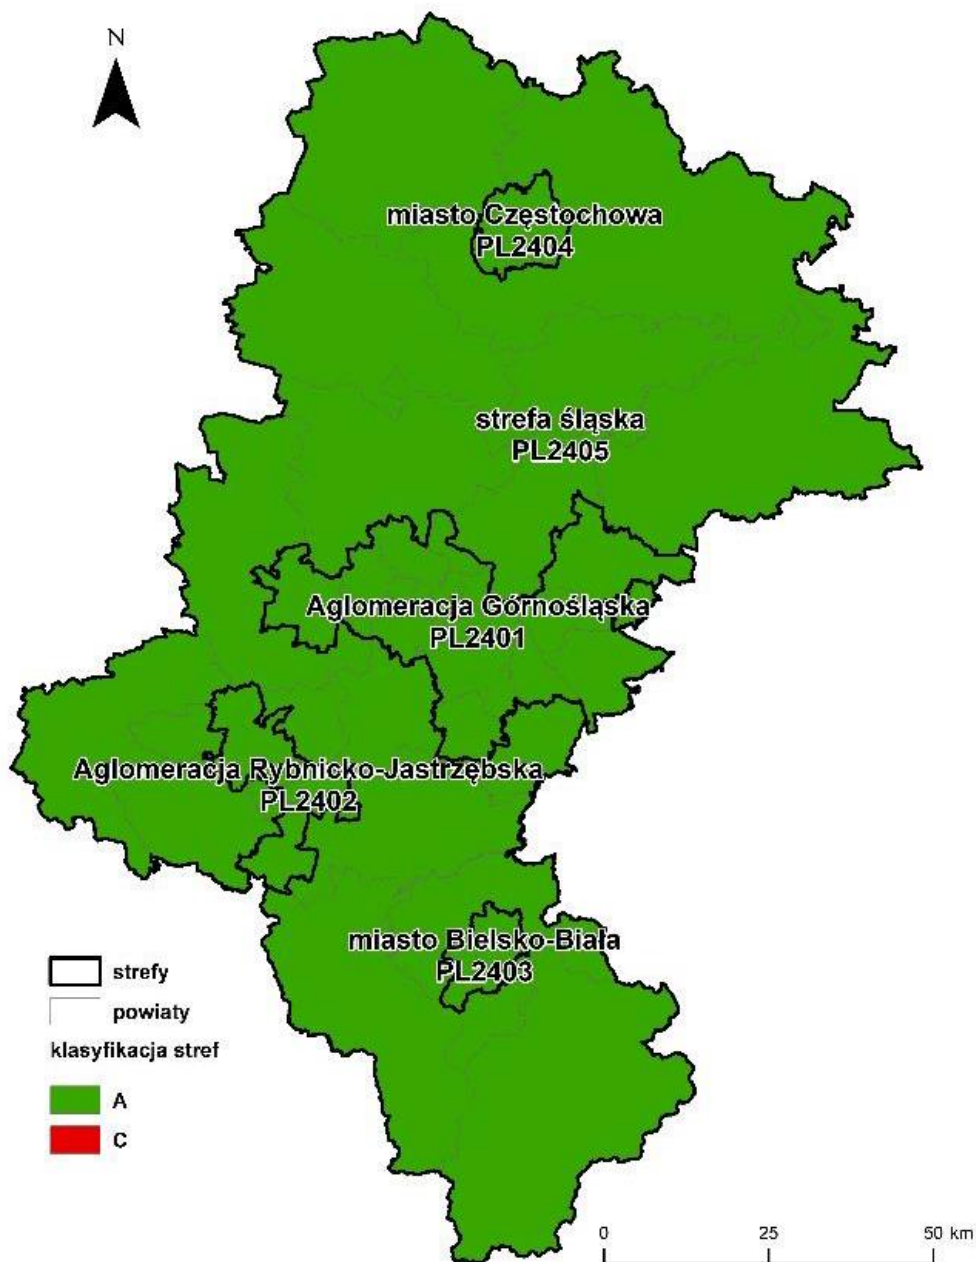 N
miasto Częstochowa
PL2404
strefa śląska
PL2405
Aglomeracja Górnośląska
PL2401
Aglomeracja Rybnicko-Jastrzębska
PL2402
miasto Bielsko-Biała
PL2403
strefy
powiaty
klasyfikacja stref
A
C
0 25 50 km